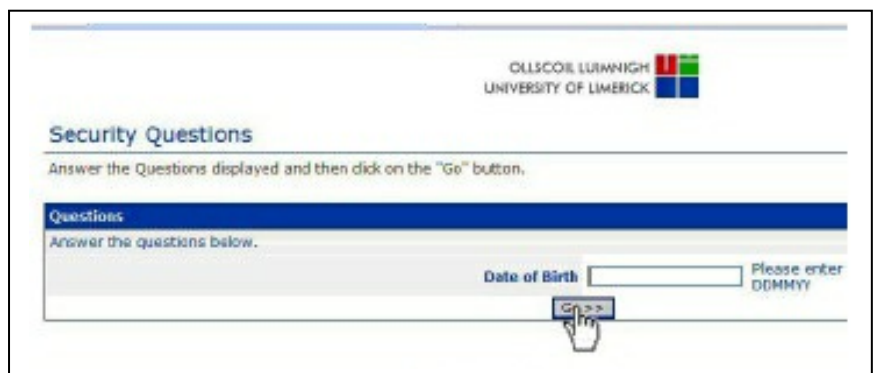 OLLSCOIL LUIMNIGH
UNIVERSITY OF LIMERICK
Security Questions
Answer the Questions displayed and then click on the "Go" button.
Questions
Answer the questions below.
Date of Birth Please enter
DDMMYY
Go >>